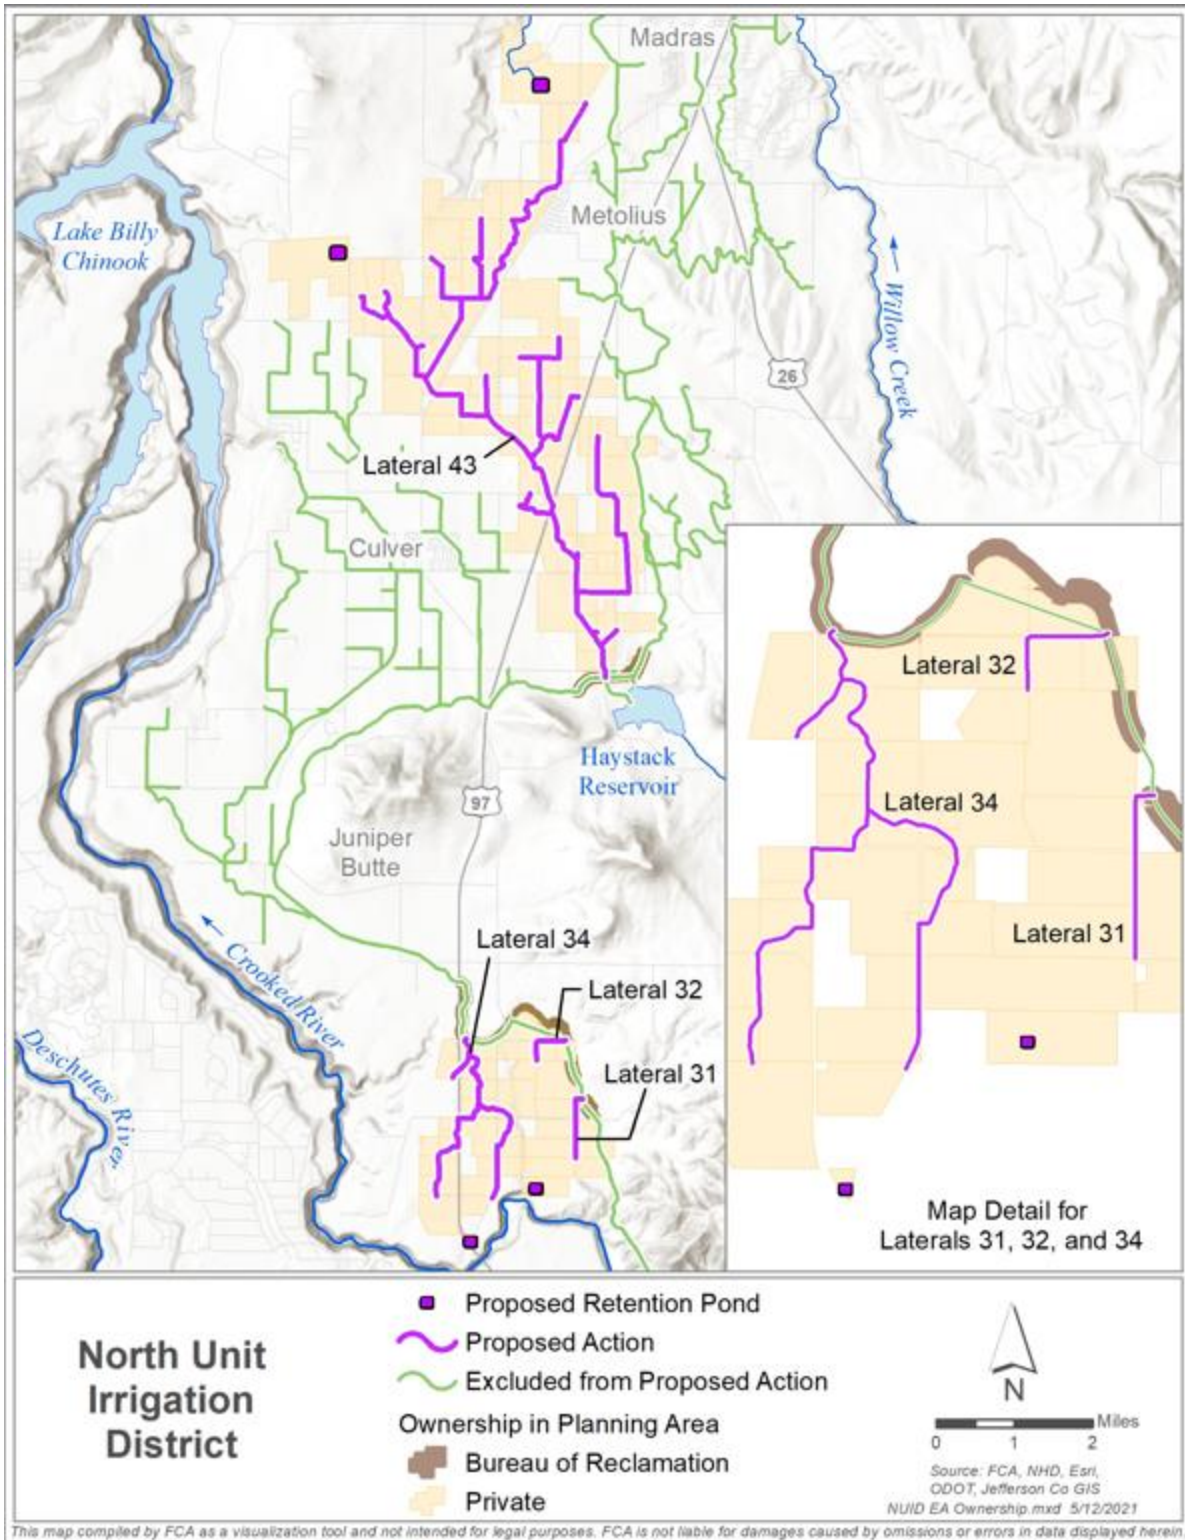 Madras
Metolius
Lake Billy
Chinook
Willow Creek
26
Lateral 43
Culver
Haystack
Reservoir
97
Juniper
Butte
Crooked River
Deschutes River
Lateral 34
Lateral 32
Lateral 31
Lateral 32
Lateral 34
Lateral 31
Map Detail for
Laterals 31, 32, and 34
North Unit
Irrigation
District
Proposed Retention Pond
Proposed Action
Excluded from Proposed Action
Ownership in Planning Area
Bureau of Reclamation
Private
N
Miles
0 1 2
Source: FCA, NHD, Esri,
ODOT, Jefferson Co GIS
NUID EA Ownership.mxd 5/12/2021
This map compiled by FCA as a visualization tool and not intended for legal purposes. FCA is not liable for damages caused by omissions or errors in data displayed herein